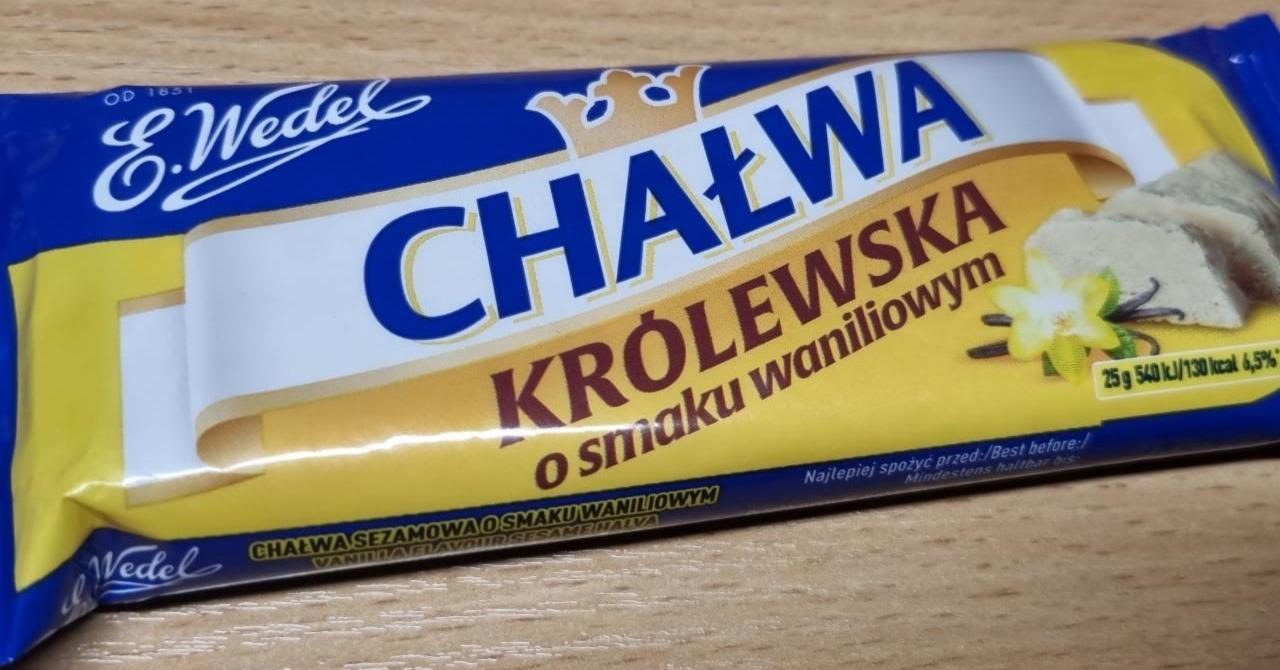 OD 1851
E. Wedel
CHAŁWA
KRÓLEWSKA
o smaku waniliowym
25 g 540 kJ/130 kcal 6,5%*
Najlepiej spożyć przed:/Best before:/
Mindestens haltbar bis:
CHAŁWA SEZAMOWA O SMAKU WANILIOWYM
VANILLA FLAVOUR SESAME HALVA
E. Wedel